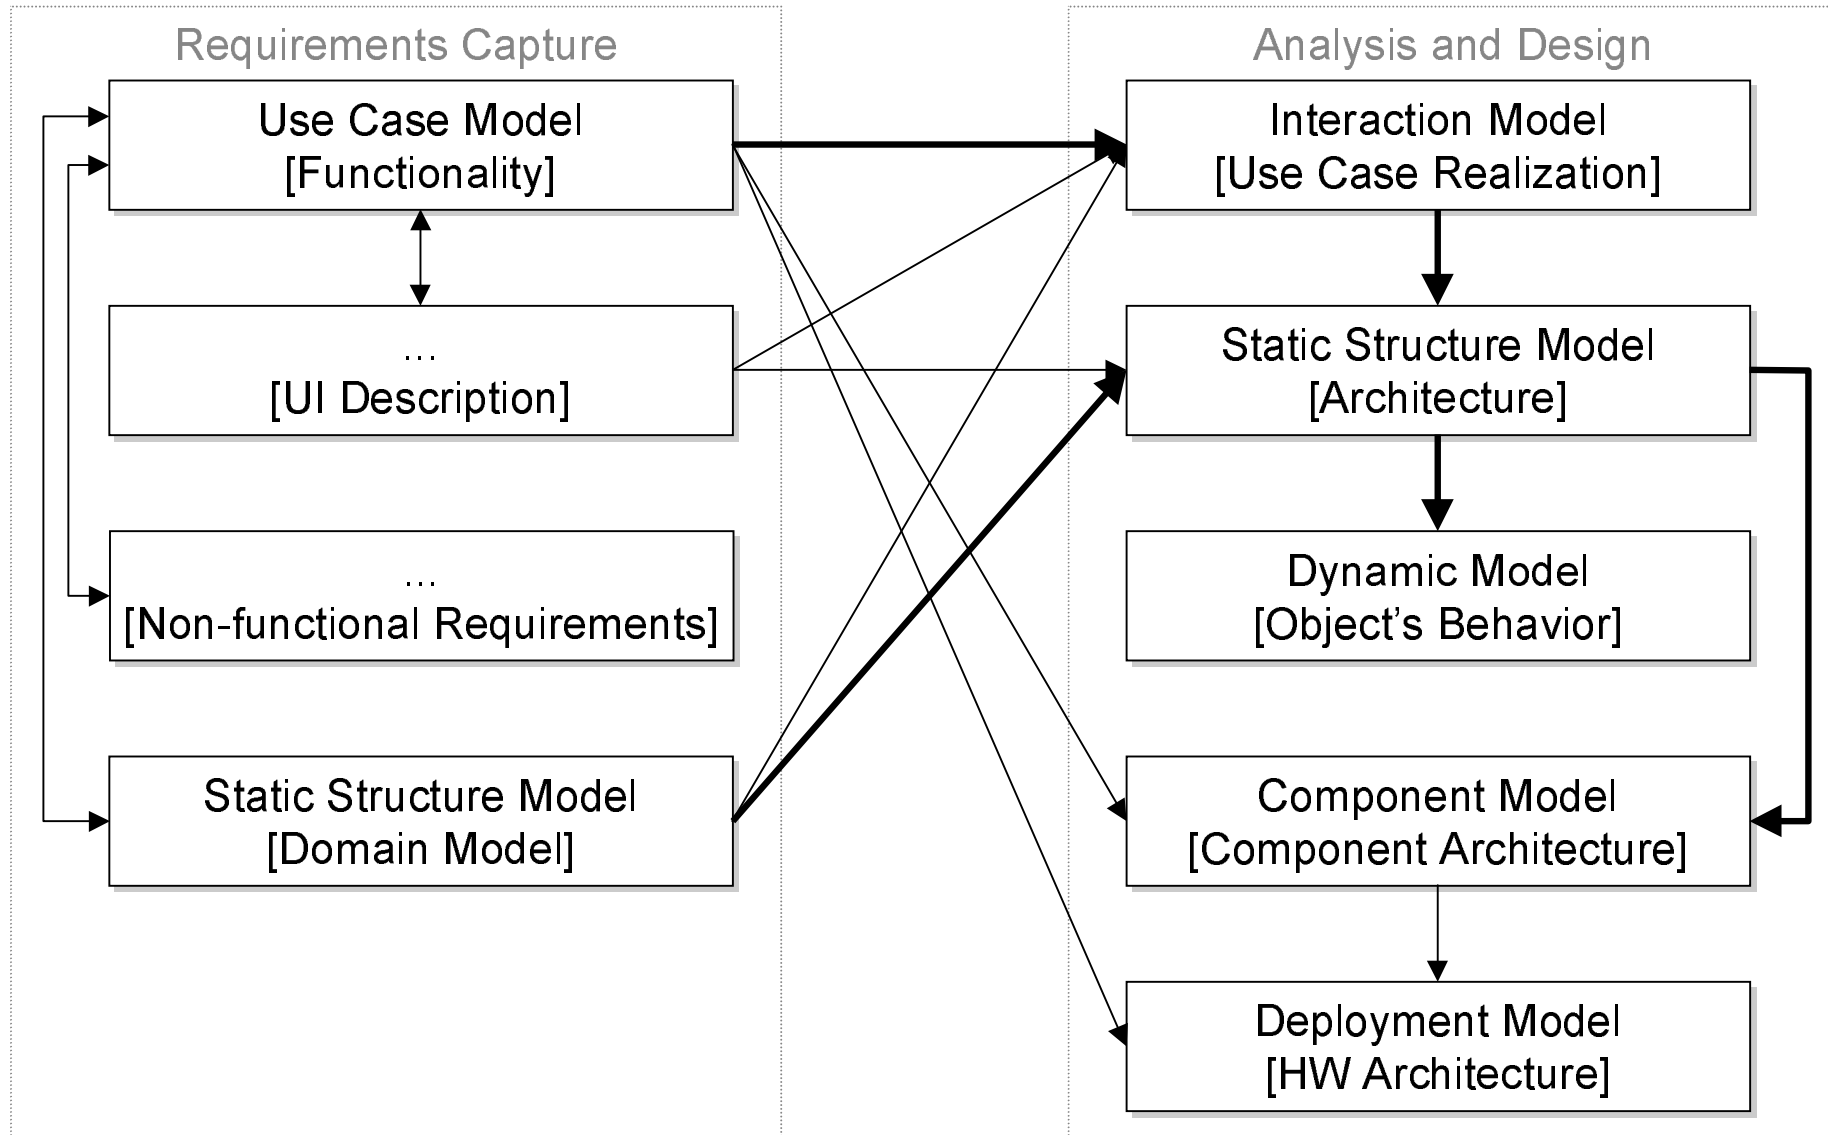 Requirements Capture
Use Case Model
[Functionality]
...
[UI Description]
...
[Non-functional Requirements]
Static Structure Model
[Domain Model]
Analysis and Design
Interaction Model
[Use Case Realization]
Static Structure Model
[Architecture]
Dynamic Model
[Object’s Behavior]
Component Model
[Component Architecture]
Deployment Model
[HW Architecture]